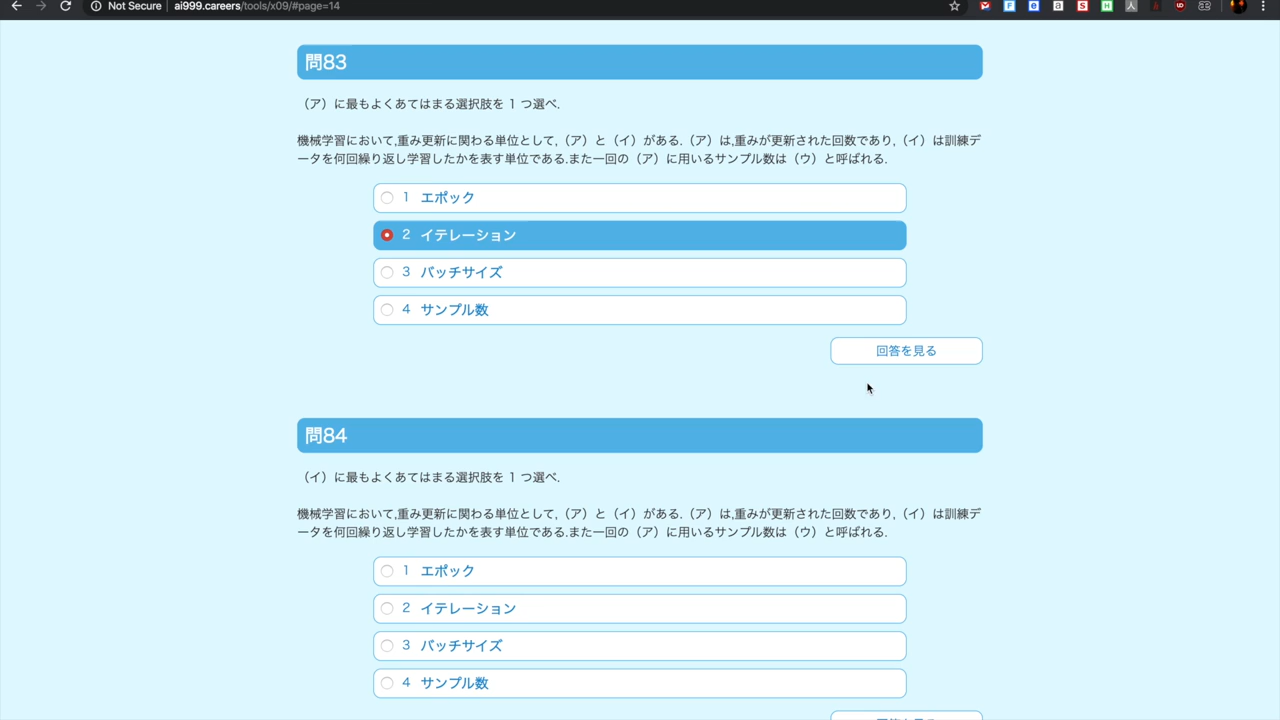 Not Secure
ai999.careers/tools/x09/#page=14
問83
（ア）に最もよくあてはまる選択肢を 1 つ選べ.
機械学習において,重み更新に関わる単位として,（ア）と（イ）がある.（ア）は,重みが更新された回数であり,（イ）は訓練デ
ータを何回繰り返し学習したかを表す単位である.また一回の（ア）に用いるサンプル数は（ウ）と呼ばれる.
1 エポック
2 イテレーション
3 バッチサイズ
4 サンプル数
回答を見る
問84
（イ）に最もよくあてはまる選択肢を 1 つ選べ.
機械学習において,重み更新に関わる単位として,（ア）と（イ）がある.（ア）は,重みが更新された回数であり,（イ）は訓練デ
ータを何回繰り返し学習したかを表す単位である.また一回の（ア）に用いるサンプル数は（ウ）と呼ばれる.
1 エポック
2 イテレーション
3 バッチサイズ
4 サンプル数